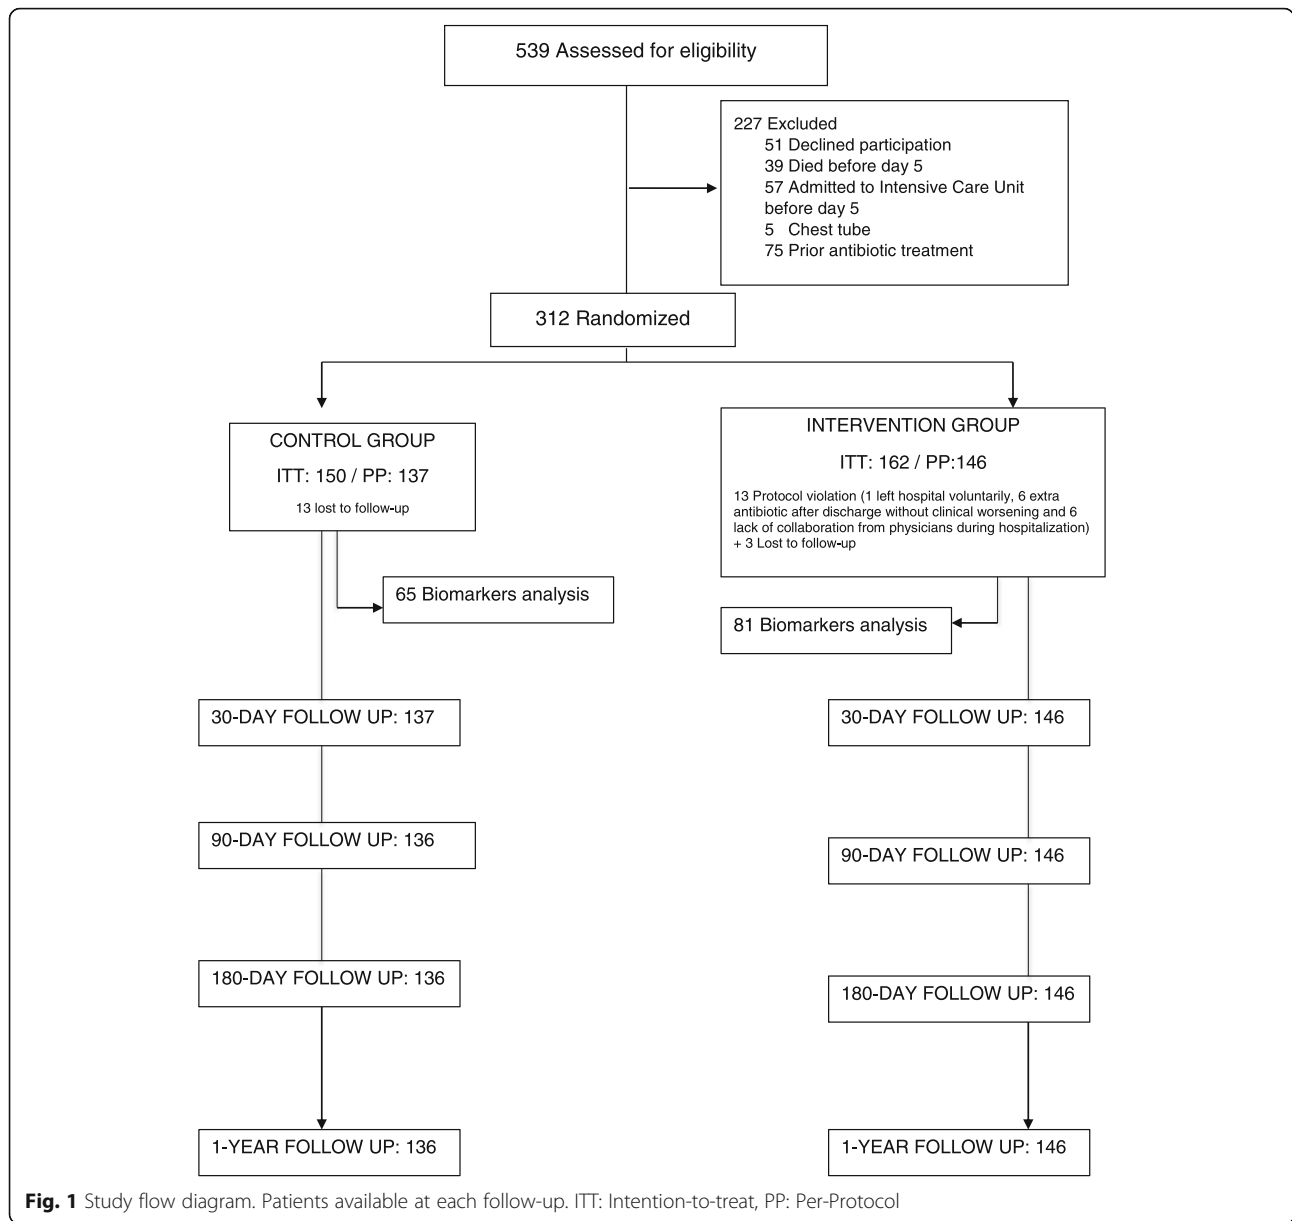 539 Assessed for eligibility
227 Excluded
51 Declined participation
39 Died before day 5
57 Admitted to Intensive Care Unit
before day 5
5 Chest tube
75 Prior antibiotic treatment
312 Randomized
CONTROL GROUP
ITT: 150 / PP: 137
13 lost to follow-up
INTERVENTION GROUP
ITT: 162 / PP:146
13 Protocol violation (1 left hospital voluntarily, 6 extra
antibiotic after discharge without clinical worsening and 6
lack of collaboration from physicians during hospitalization)
+ 3 Lost to follow-up
65 Biomarkers analysis
81 Biomarkers analysis
30-DAY FOLLOW UP: 137
30-DAY FOLLOW UP: 146
90-DAY FOLLOW UP: 136
90-DAY FOLLOW UP: 146
180-DAY FOLLOW UP: 136
180-DAY FOLLOW UP: 146
1-YEAR FOLLOW UP: 136
1-YEAR FOLLOW UP: 146
Fig. 1 Study flow diagram. Patients available at each follow-up. ITT: Intention-to-treat, PP: Per-Protocol